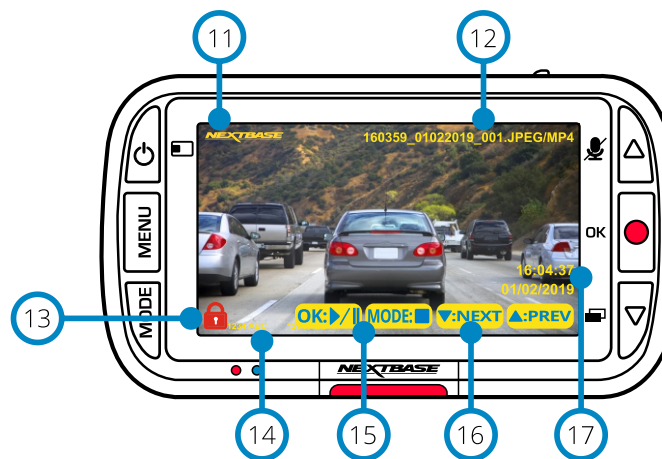 11
12
NEXTBASE
160359_01022019_001.JPEG/MP4
MENU
OK
16:04:37
01/02/2019
13
MODE
OK:▶/II MODE:■ ▼:NEXT ▲:PREV
NEXTBASE
14
15
16
17